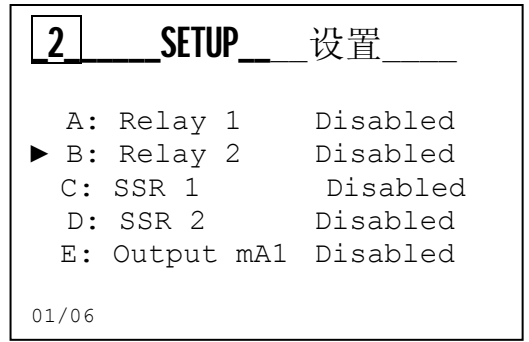 2 SETUP 设置
A: Relay 1 Disabled
► B: Relay 2 Disabled
C: SSR 1 Disabled
D: SSR 2 Disabled
E: Output mA1 Disabled
01/06